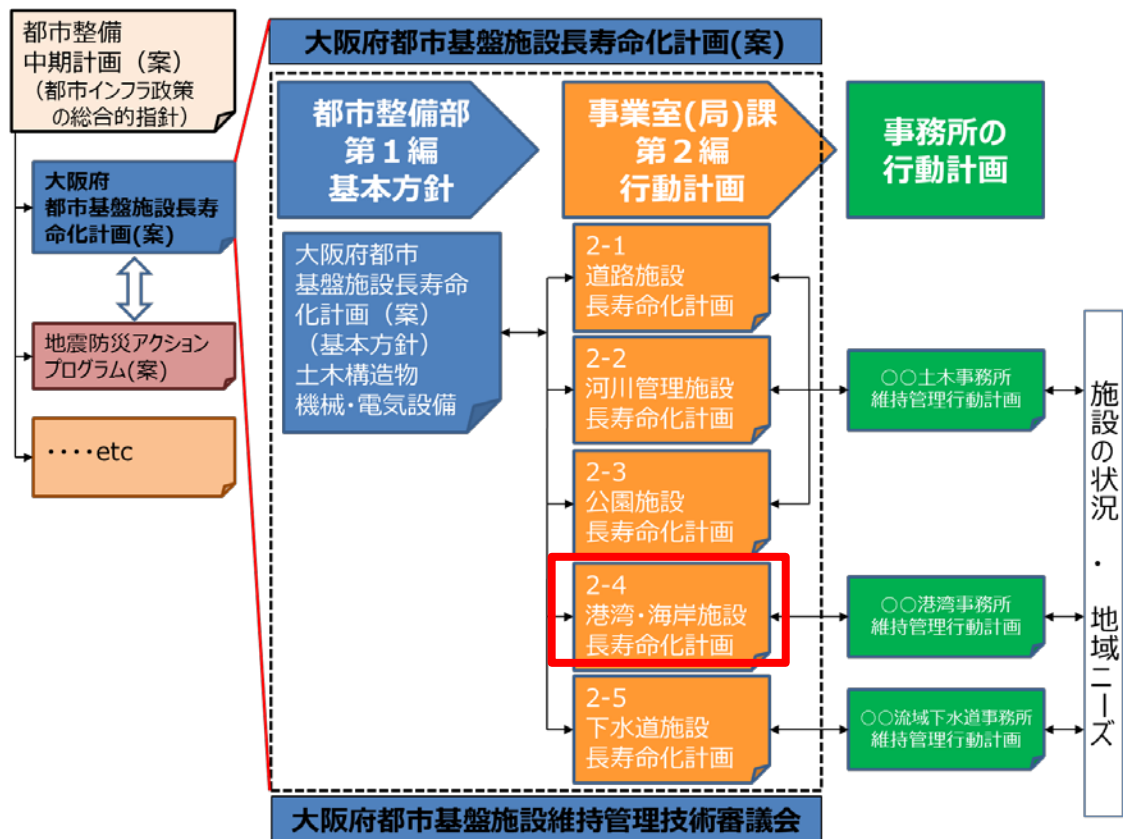 都市整備
中期計画（案）
（都市インフラ政策
の総合的指針）
大阪府
都市基盤施設長寿
命化計画(案)
地震防災アクション
プログラム(案)
・・・・etc
大阪府都市基盤施設長寿命化計画(案)
都市整備部
第１編
基本方針
事業室(局)課
第２編
行動計画
事務所の
行動計画
大阪府都市
基盤施設長寿命
化計画（案）
（基本方針）
土木構造物
機械・電気設備
2-1
道路施設
長寿命化計画
2-2
河川管理施設
長寿命化計画
2-3
公園施設
長寿命化計画
2-4
港湾・海岸施設
長寿命化計画
2-5
下水道施設
長寿命化計画
○○土木事務所
維持管理行動計画
○○港湾事務所
維持管理行動計画
○○流域下水道事務所
維持管理行動計画
施設の状況・地域ニーズ
大阪府都市基盤施設維持管理技術審議会